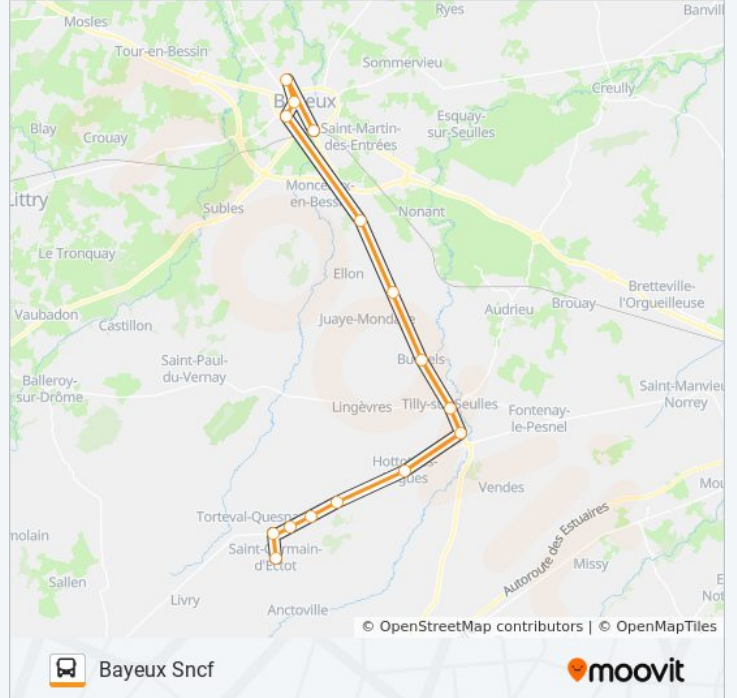 Ryes
Banvill
Mosles
Tour-en-Bessin
Sommervieu
Creully
Bayeux
Blay
Crouay
Saint-Martin-
des-Entrées
Esquay-
sur-Seulles
Littry
Subles
Nonant
Le Tronquay
Ellon
Vaubadon
Castillon
Juaye-Mondaye
Audrieu
Brouay
Bretteville-
l'Orgueilleuse
Balleroy-
sur-Drôme
Saint-Paul-
du-Vernay
Lingèvres
Tilly-sur-Seulles
Fontenay-
le-Pesnel
Saint-Manvieu
Norrey
Vendes
Mou
Torteval-Quesnay
molain
Saint-Germain-
d'Ectot
Autoroute des Estuaires
Missy
Sallen
Livry
Anctoville
E
Not
© OpenStreetMap contributors | © OpenMapTiles
Bayeux Sncf
moovit